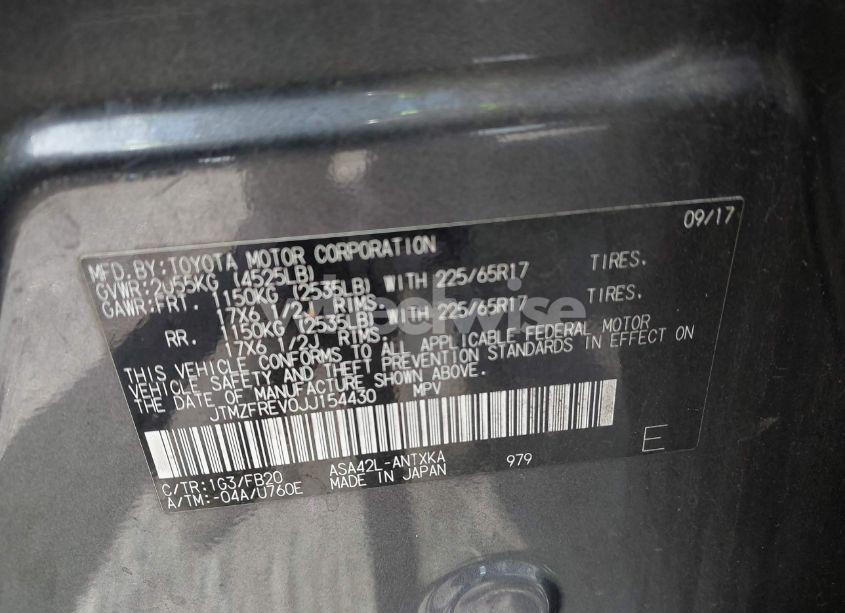 09/17
MFD.BY:TOYOTA MOTOR CORPORATION
GVWR:2055KG (4525LB)
GAWR:FRT. 1150KG (2535LB) WITH 225/65R17 TIRES.
17X6 1/2J RIMS.
RR. 1150KG (2535LB) WITH 225/65R17 TIRES.
17X6 1/2J RIMS.
THIS VEHICLE CONFORMS TO ALL APPLICABLE FEDERAL MOTOR
VEHICLE SAFETY AND THEFT PREVENTION STANDARDS IN EFFECT ON
THE DATE OF MANUFACTURE SHOWN ABOVE.
JTMZFREV0JJ154430 MPV
E
C/TR:1G3/FB20 ASA42L-ANTXKA 979
A/TM:-04A/U760E MADE IN JAPAN